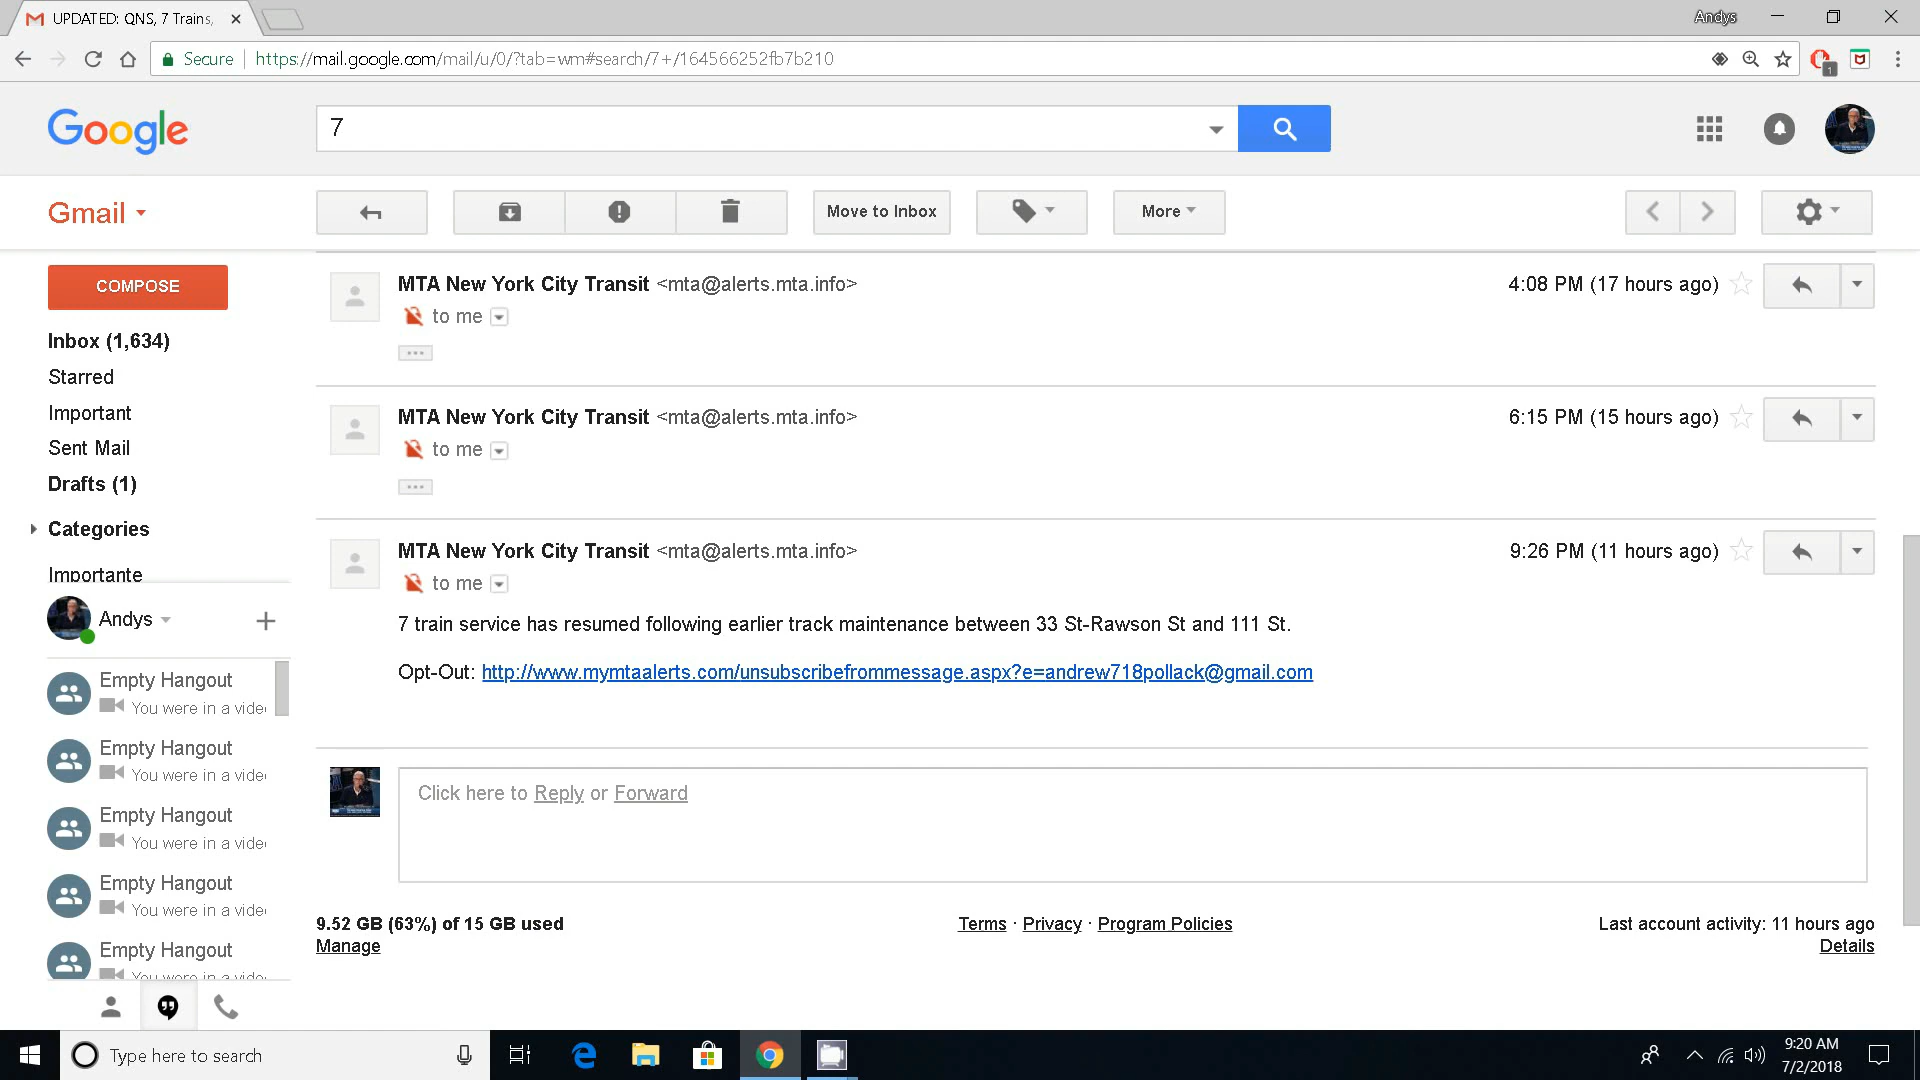 UPDATED: QNS, 7 Trains,
Andys
Secure https://mail.google.com/mail/u/0/?tab=wm#search/7+/164566252fb7b210
1
Google
7
Gmail
Move to Inbox
More
COMPOSE
Inbox (1,634)
Starred
Important
Sent Mail
Drafts (1)
Categories
Importante
Andys
Empty Hangout
You were in a vide
Empty Hangout
You were in a vide
Empty Hangout
You were in a vide
Empty Hangout
You were in a vide
Empty Hangout
You were in a vide
MTA New York City Transit <mta@alerts.mta.info>
4:08 PM (17 hours ago)
to me
MTA New York City Transit <mta@alerts.mta.info>
6:15 PM (15 hours ago)
to me
MTA New York City Transit <mta@alerts.mta.info>
9:26 PM (11 hours ago)
to me
7 train service has resumed following earlier track maintenance between 33 St-Rawson St and 111 St.
Opt-Out: http://www.mymtaalerts.com/unsubscribefrommessage.aspx?e=andrew718pollack@gmail.com
Click here to Reply or Forward
9.52 GB (63%) of 15 GB used
Manage
Terms · Privacy · Program Policies
Last account activity: 11 hours ago
Details
Type here to search
9:20 AM
7/2/2018